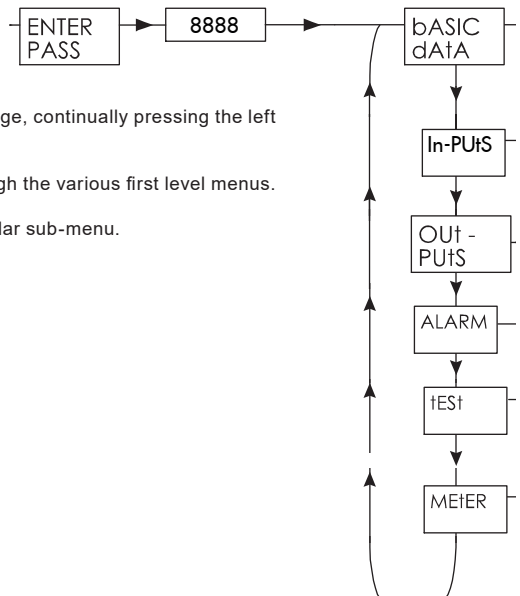 ENTER
PASS
8888
bASIC
dAtA
ge, continually pressing the left
In-PUtS
gh the various first level menus.
lar sub-menu.
OUt -
PUtS
ALARM
tESt
MEtER